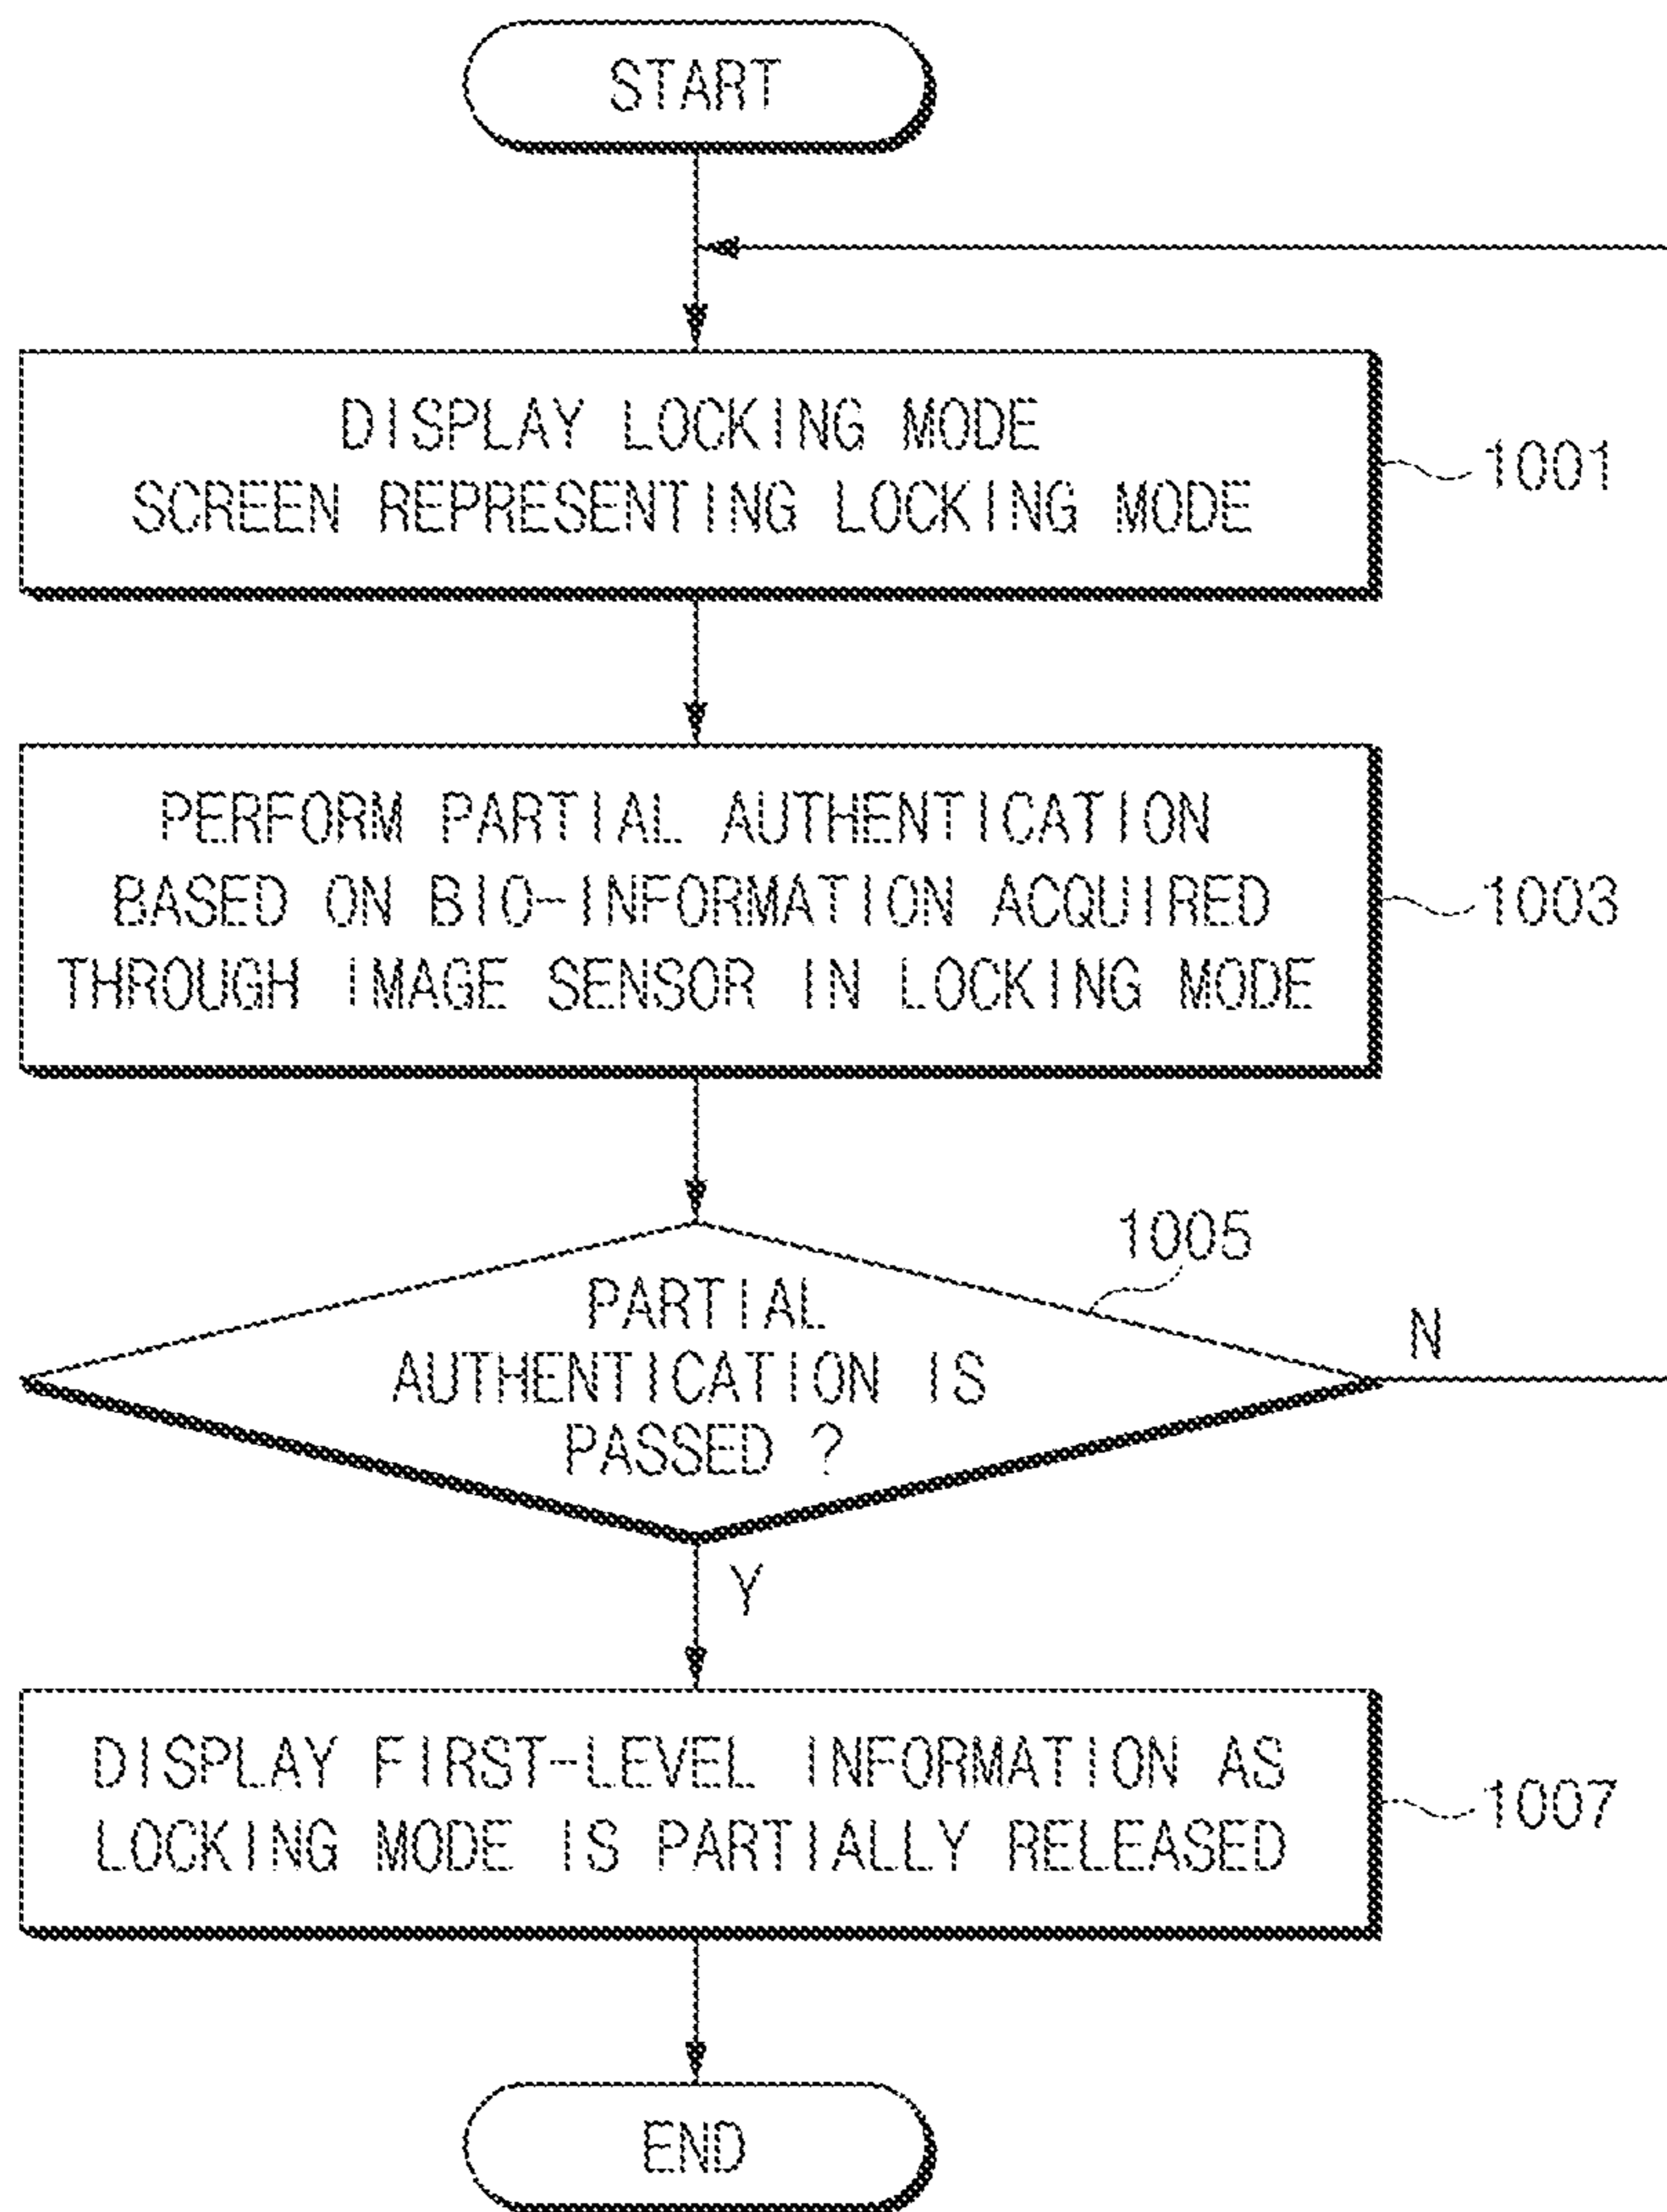 START
DISPLAY LOCKING MODE
SCREEN REPRESENTING LOCKING MODE
1001
PERFORM PARTIAL AUTHENTICATION
BASED ON BIO-INFORMATION ACQUIRED
THROUGH IMAGE SENSOR IN LOCKING MODE
1003
1005
PARTIAL
AUTHENTICATION IS
PASSED ?
N
Y
DISPLAY FIRST-LEVEL INFORMATION AS
LOCKING MODE IS PARTIALLY RELEASED
1007
END